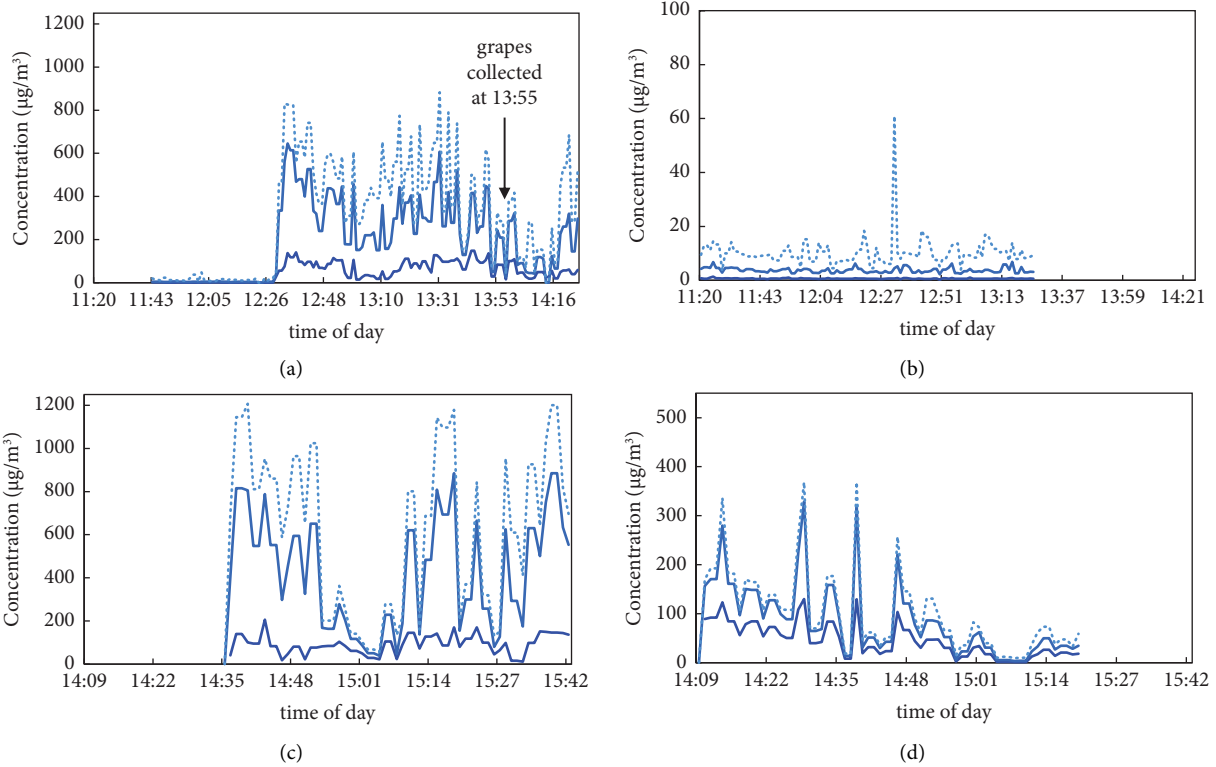 1200
1000
800
600
400
200
0
Concentration (μg/m³)
grapes
collected
at 13:55
11:20 11:43 12:05 12:26 12:48 13:10 13:31 13:53 14:16
time of day
(a)
100
80
60
40
20
0
Concentration (μg/m³)
11:20 11:43 12:04 12:27 12:51 13:13 13:37 13:59 14:21
time of day
(b)
1200
1000
800
600
400
200
0
Concentration (μg/m³)
14:09 14:22 14:35 14:48 15:01 15:14 15:27 15:42
time of day
(c)
500
400
300
200
100
0
Concentration (μg/m³)
14:09 14:22 14:35 14:48 15:01 15:14 15:27 15:42
time of day
(d)